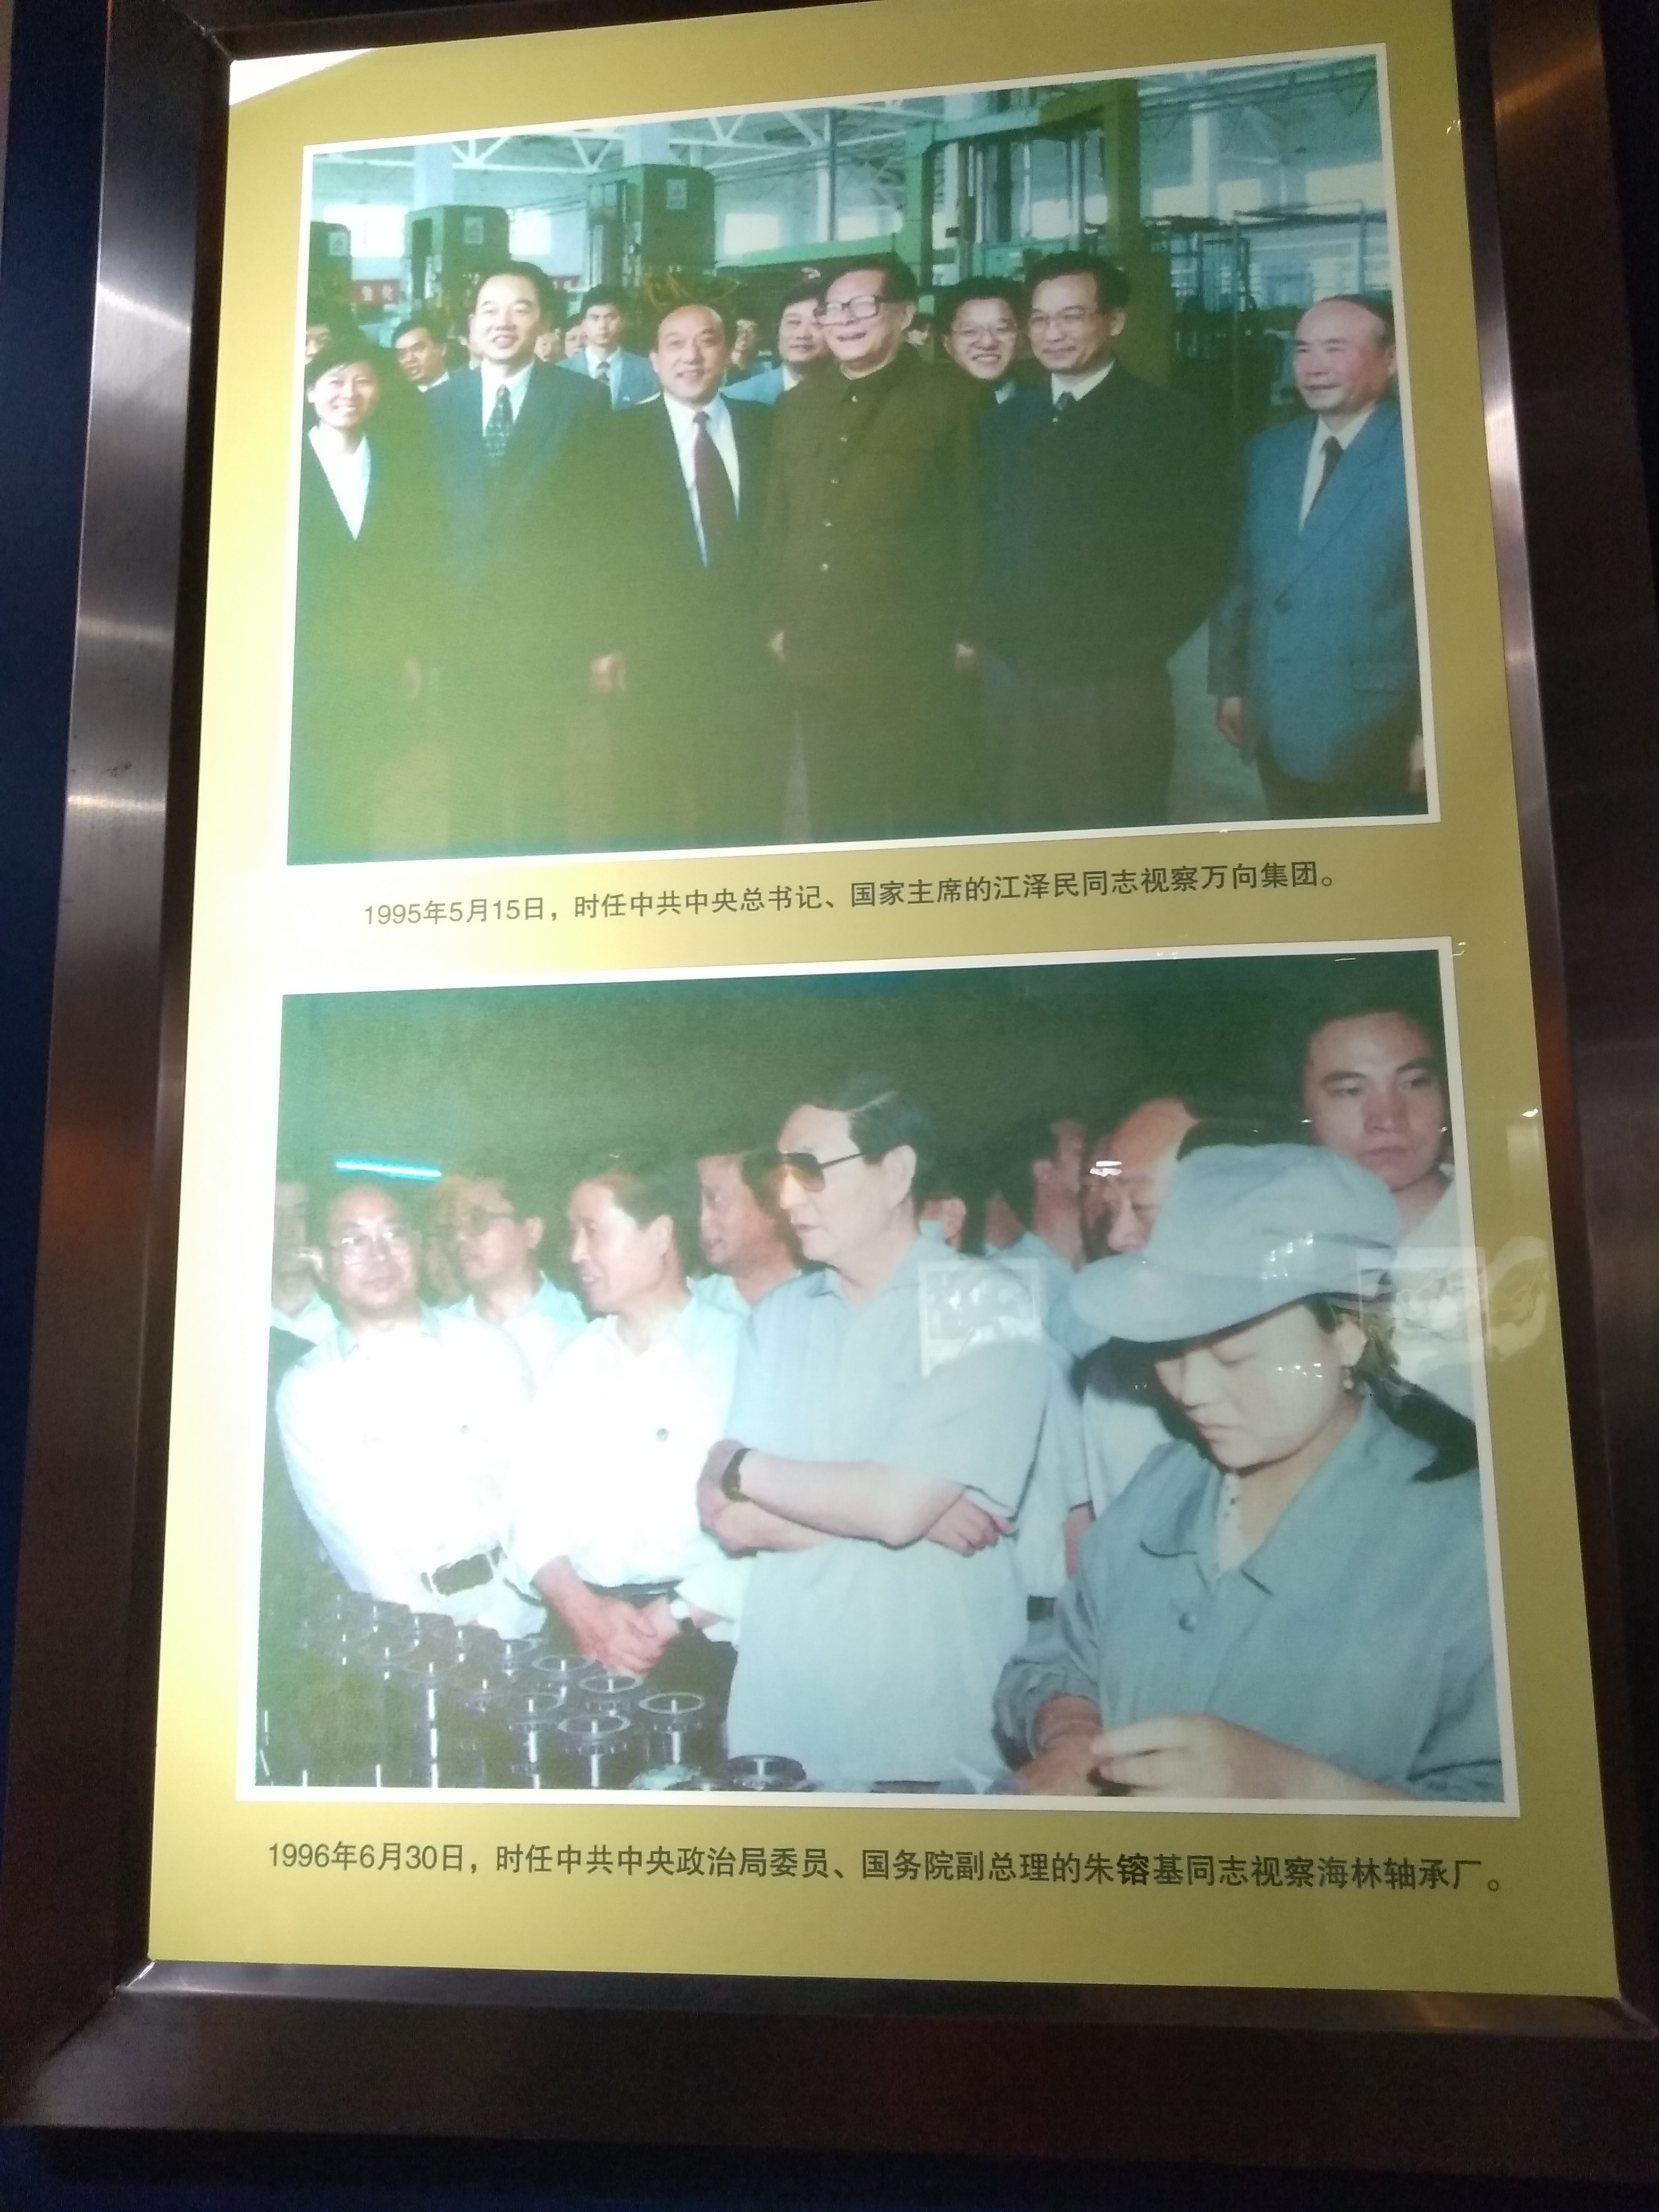 1995年5月15日，时任中共中央总书记、国家主席的江泽民同志视察万向集团。
1996年6月30日，时任中共中央政治局委员、国务院副总理的朱镕基同志视察海林轴承厂。